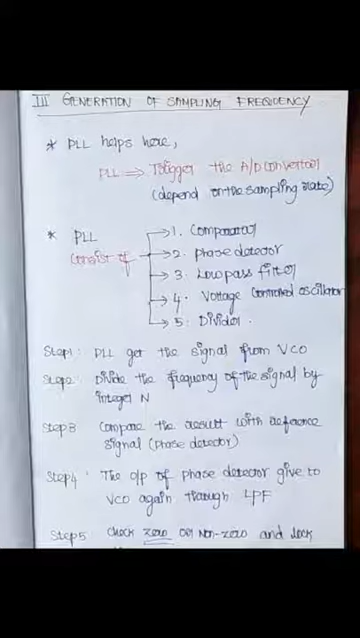 III GENERATION OF SAMPLING FREQUENCY
* PLL helps here,
PLL ⇒ Trigger the A/D convertor
(depend on the sampling rate)
* PLL consist of
→ 1. Comparator
→ 2. Phase detector
→ 3. Low pass filter
→ 4. Voltage controlled oscillator
→ 5. Divider.
Step1: PLL get the signal from VCO
Step2: Divide the frequency of the signal by
integer N
Step3 Compare the result with reference
signal (phase detector)
Step4: The o/p of phase detector give to
VCO again through LPF
Step5 Check zero or Non-zero and lock